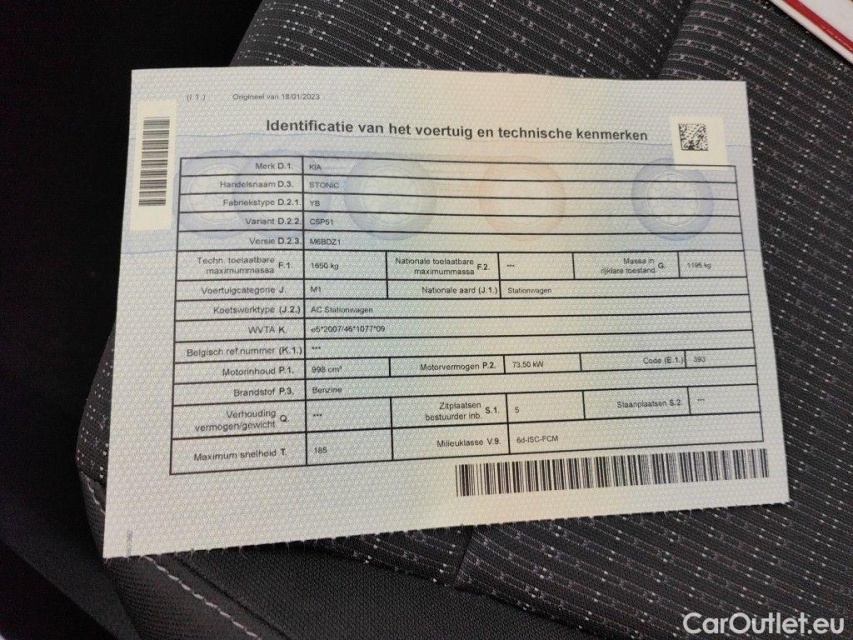 (I 1.) Origineel van 18/01/2023
Identificatie van het voertuig en technische kenmerken
Merk D.1. KIA
Handelsnaam D.3. STONIC
Fabriekstype D.2.1. YB
Variant D.2.2. C5P51
Versie D.2.3. M6BDZ1
Techn. toelaatbare maximummassa F.1. 1650 kg Nationale toelaatbare maximummassa F.2. --- Massa in rijklare toestand G. 1195 kg
Voertuigcategorie J. M1 Nationale aard (J.1.) Stationwagen
Koetswerktype (J.2.) AC Stationwagen
WVTA K. e5*2007/46*1077*09
Belgisch ref.nummer (K.1.) ***
Motorinhoud P.1. 998 cm³ Motorvermogen P.2. 73.50 kW Code (E.1.) 393
Brandstof P.3. Benzine
Verhouding vermogen/gewicht Q. *** Zitplaatsen bestuurder inb. S.1. 5 Staanplaatsen S.2. ---
Maximum snelheid T. 185 Milieuklasse V.9. 6d-ISC-FCM
CarOutlet.eu